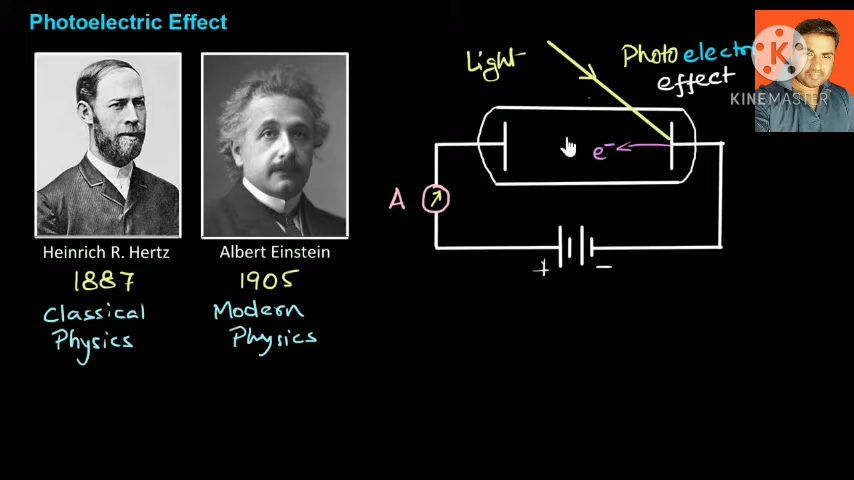 Photoelectric Effect
Heinrich R. Hertz
1887
Classical
Physics
Albert Einstein
1905
Modern
Physics
Light
Photo electr
effect
K
KINEMASTER
e-
A
+
-